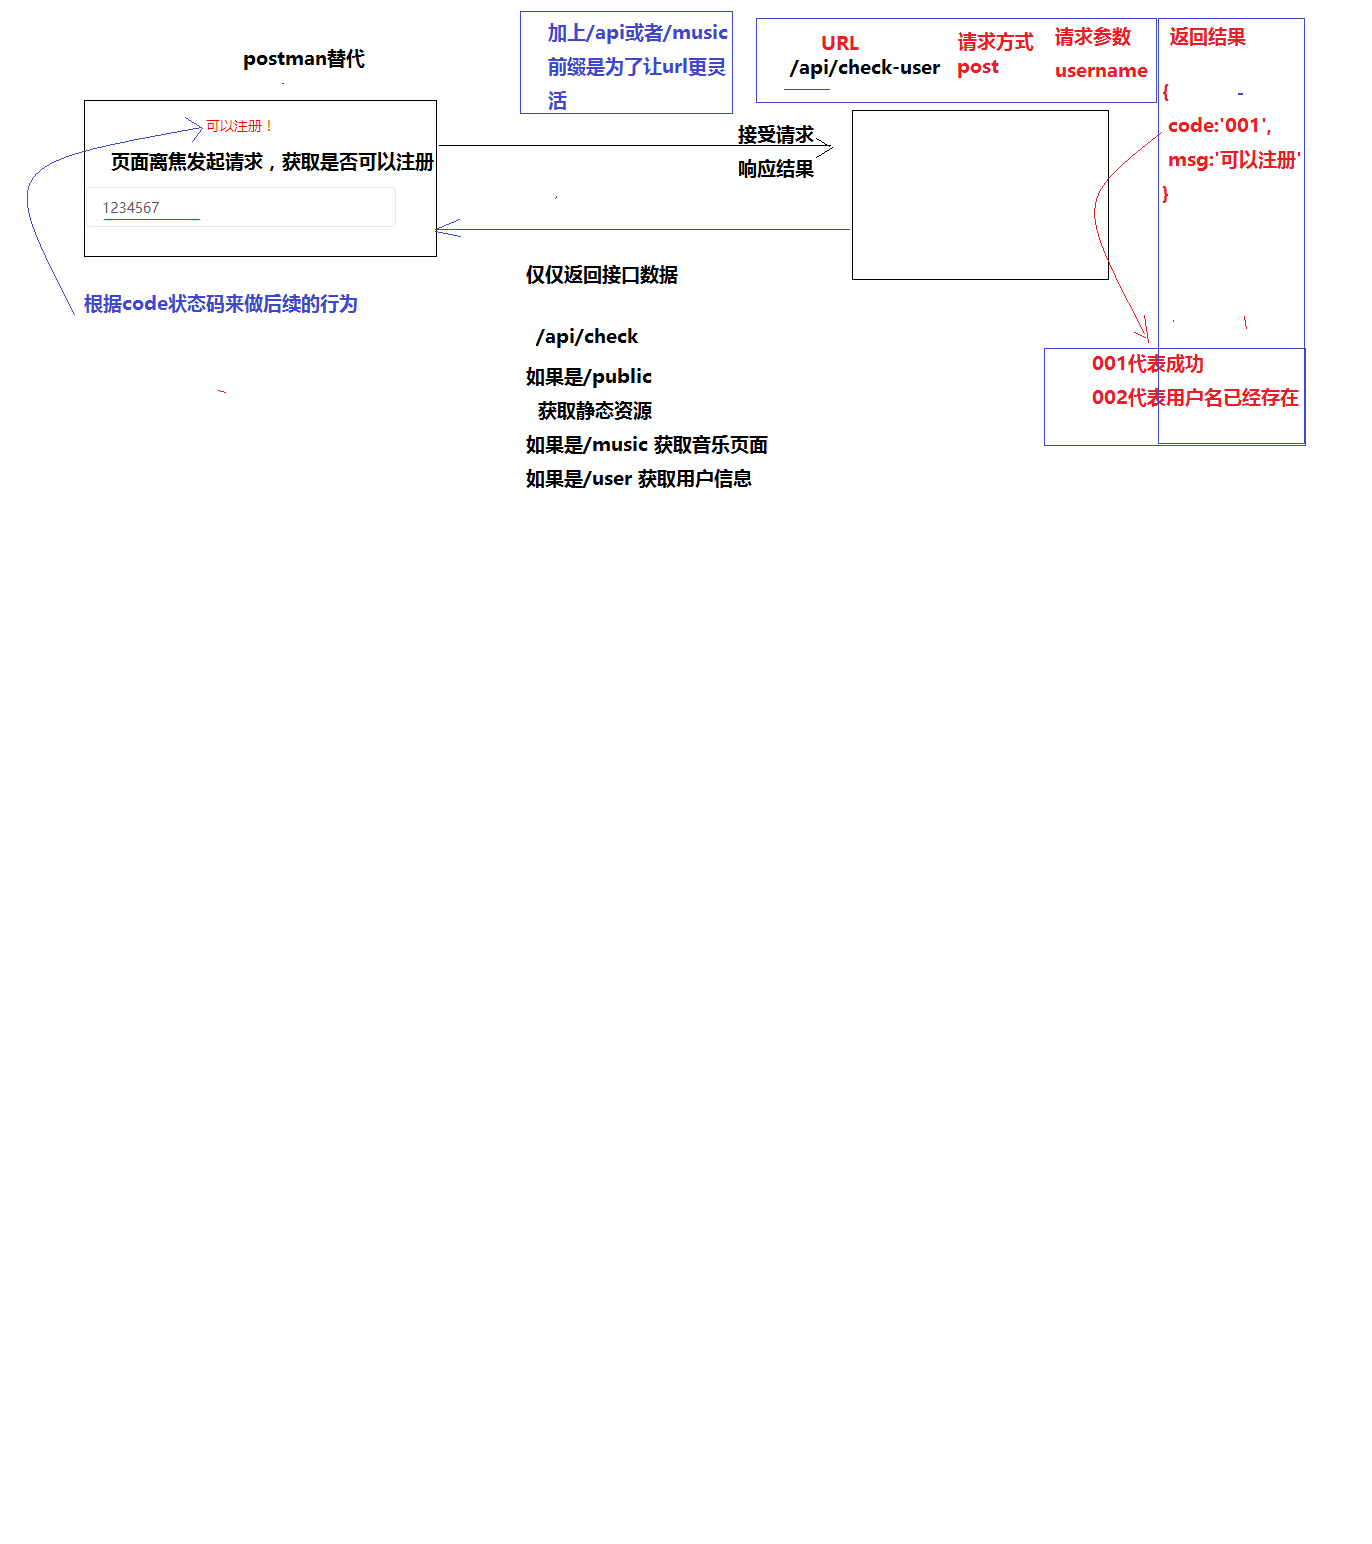 postman替代
可以注册！
页面离焦发起请求，获取是否可以注册
1234567
根据code状态码来做后续的行为
加上/api或者/music
前缀是为了让url更灵
活
URL
/api/check-user
请求方式
post
请求参数
username
返回结果
{
code:'001',
msg:'可以注册'
}
接受请求
响应结果
仅仅返回接口数据
/api/check
如果是/public
获取静态资源
如果是/music 获取音乐页面
如果是/user 获取用户信息
001代表成功
002代表用户名已经存在